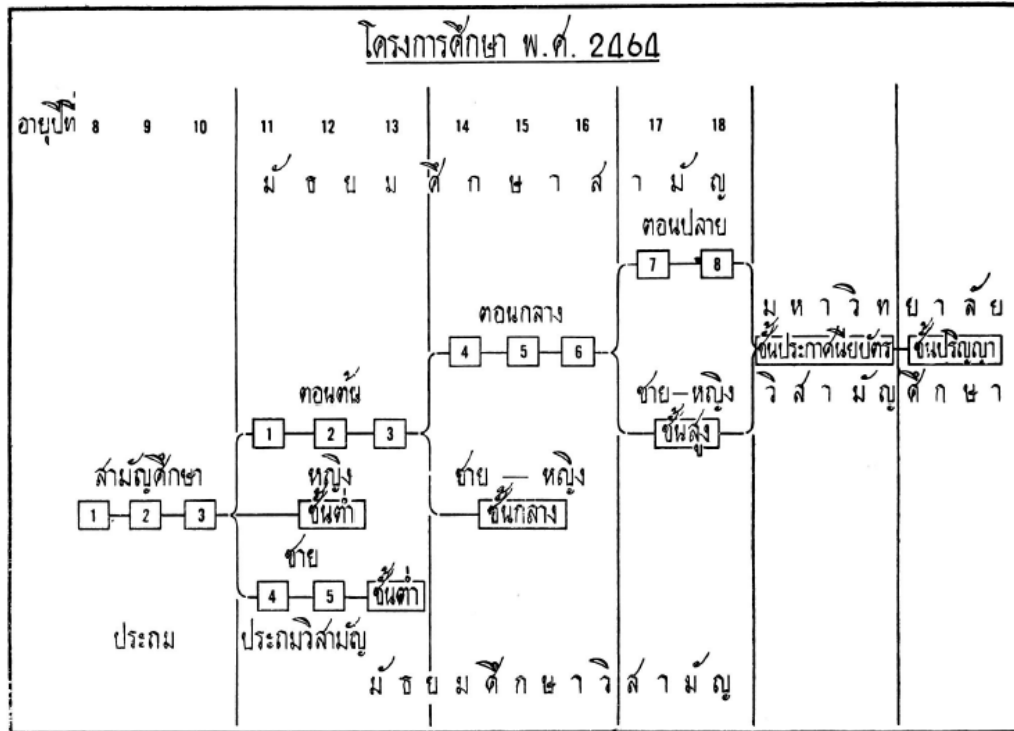 โครงการศึกษา พ.ศ. 2464
อายุปีที่ 8 9 10 11 12 13 14 15 16 17 18
มัธยมศึกษาสามัญ
ตอนปลาย
7 8
มหาวิทยาลัย
ตอนกลาง
4 5 6
ชั้นประกาศนียบัตร ชั้นปริญญา
ตอนต้น
ชาย-หญิง
วิสามัญศึกษา
1 2 3
ชั้นสูง
สามัญศึกษา
หญิง
ชาย — หญิง
1 2 3
ชั้นต่ำ
ชั้นกลาง
ชาย
4 5 ชั้นต่ำ
ประถม
ประถมวิสามัญ
มัธยมศึกษาวิสามัญ